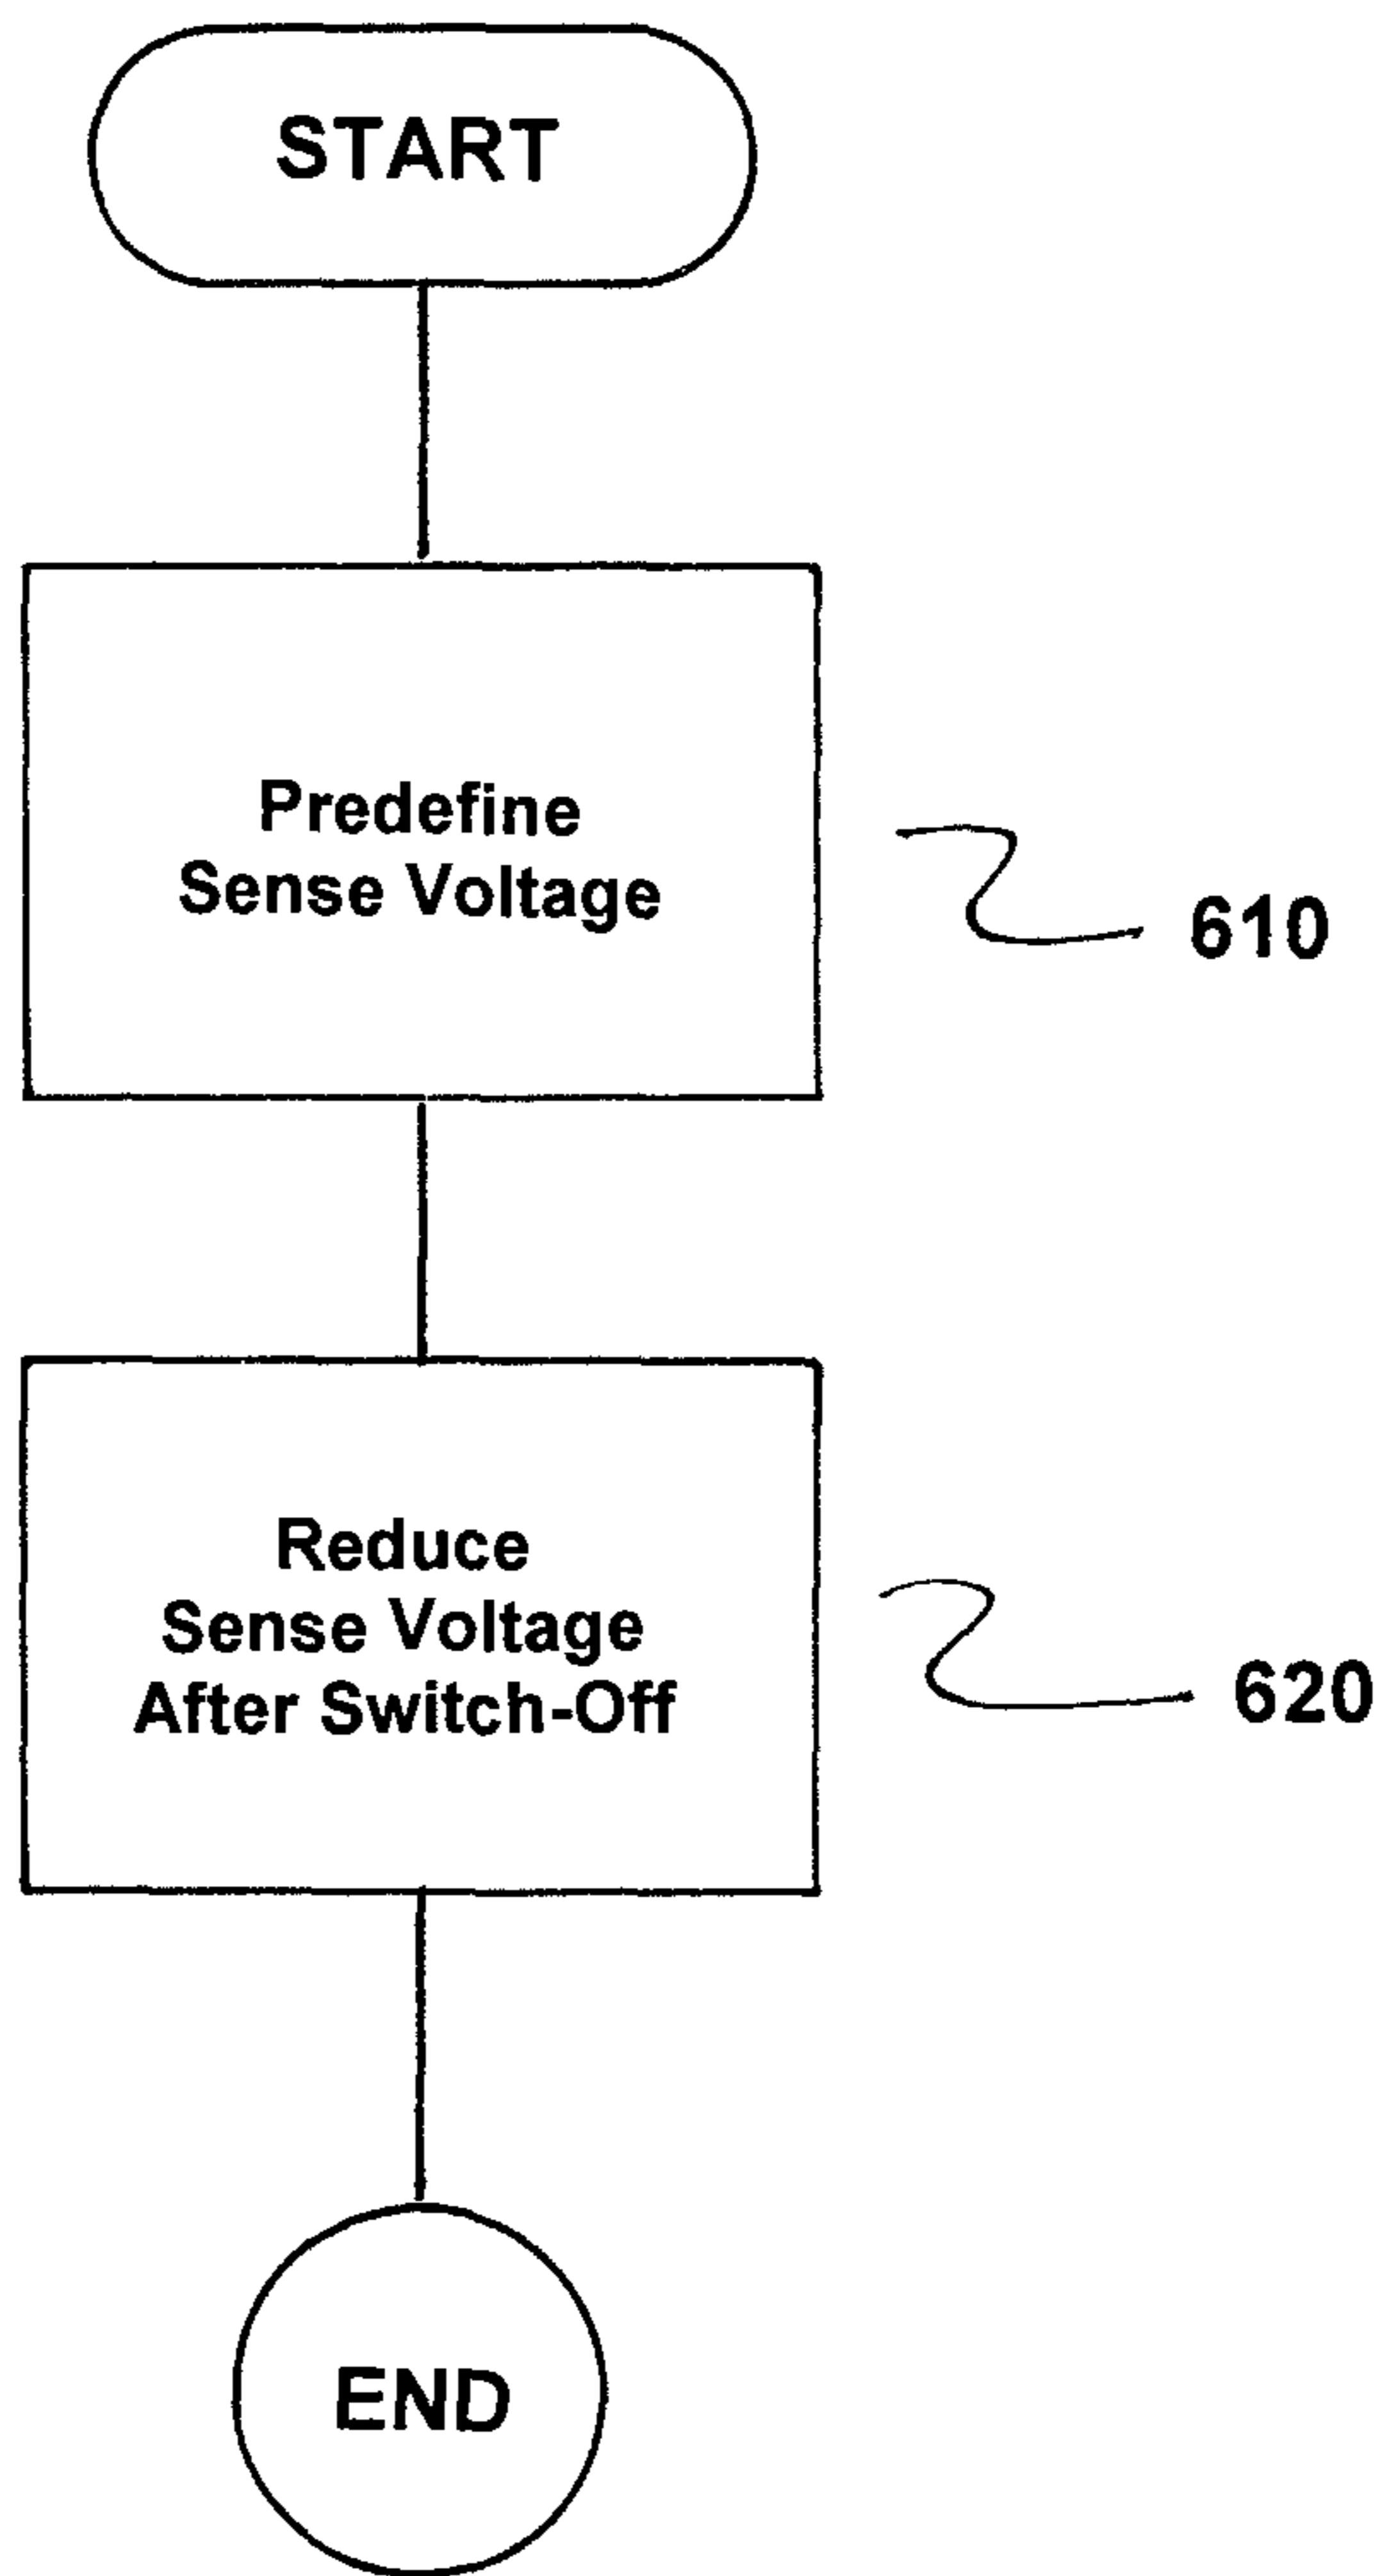 START
Predefine
Sense Voltage
610
Reduce
Sense Voltage
After Switch-Off
620
END